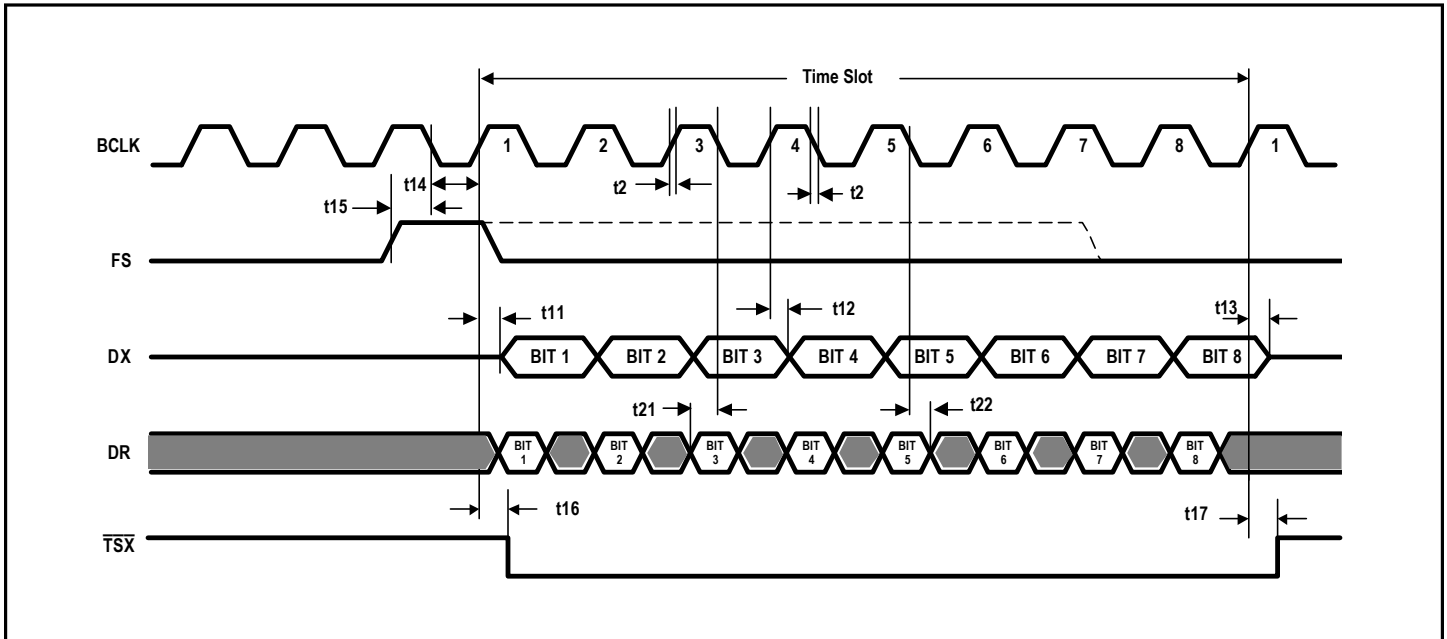 Time Slot
BCLK 1 2 3 4 5 6 7 8 1
t14 t2 t2
t15
FS
t11 t12 t13
DX BIT 1 BIT 2 BIT 3 BIT 4 BIT 5 BIT 6 BIT 7 BIT 8
t21 t22
DR BIT 1 BIT 2 BIT 3 BIT 4 BIT 5 BIT 6 BIT 7 BIT 8
t16 t17
TSX